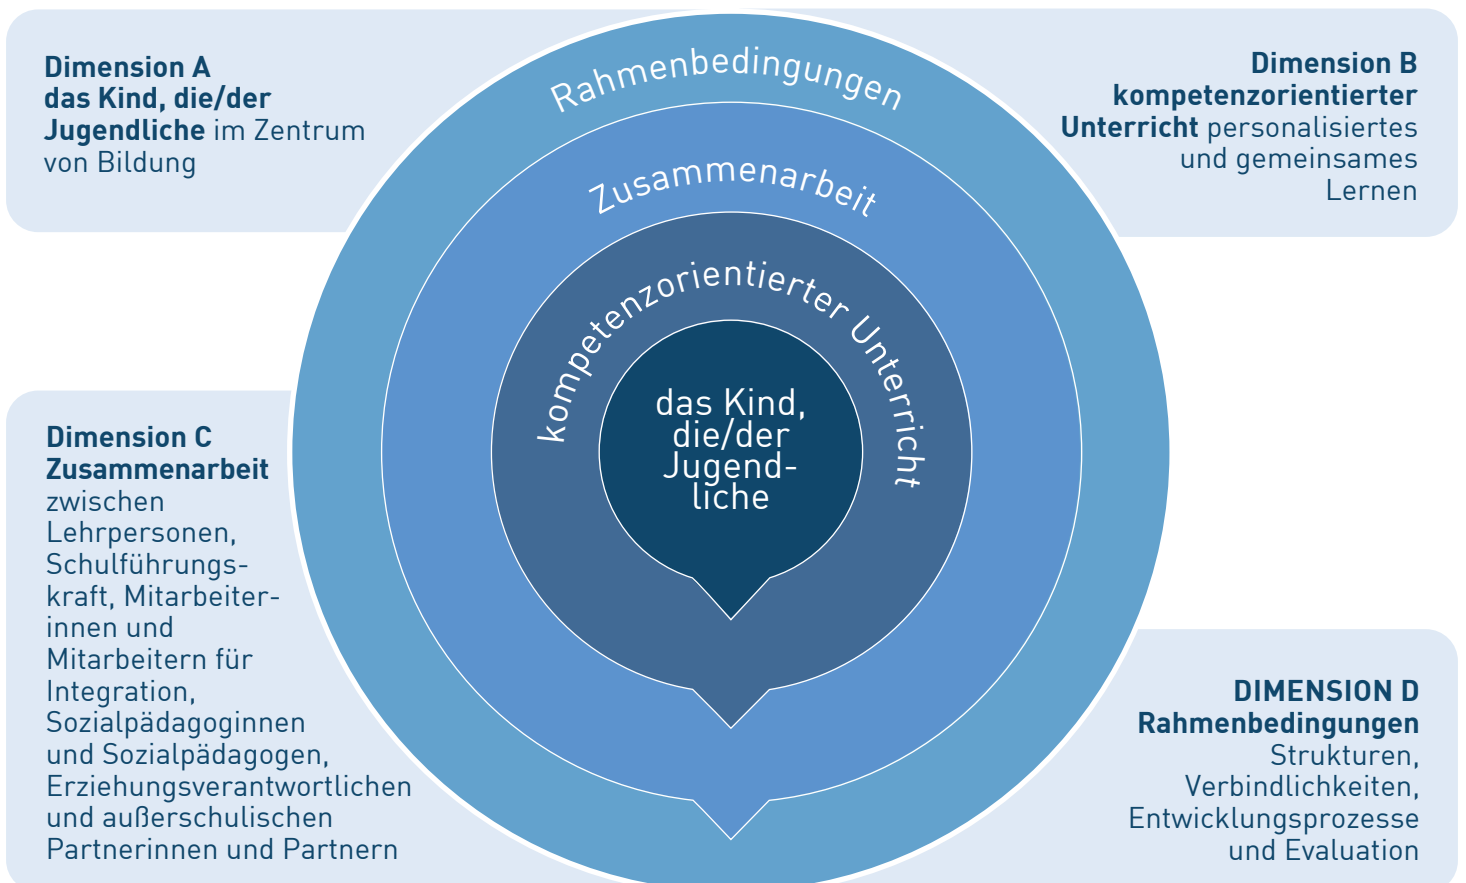 Dimension A
das Kind, die/der
Jugendliche im Zentrum
von Bildung
Dimension B
kompetenzorientierter
Unterricht personalisiertes
und gemeinsames
Lernen
Rahmenbedingungen
Zusammenarbeit
kompetenzorientierter Unterricht
das Kind,
die/der
Jugend-
liche
Dimension C
Zusammenarbeit
zwischen
Lehrpersonen,
Schulführungs-
kraft, Mitarbeiter-
innen und
Mitarbeitern für
Integration,
Sozialpädagoginnen
und Sozialpädagogen,
Erziehungsverantwortlichen
und außerschulischen
Partnerinnen und Partnern
DIMENSION D
Rahmenbedingungen
Strukturen,
Verbindlichkeiten,
Entwicklungsprozesse
und Evaluation